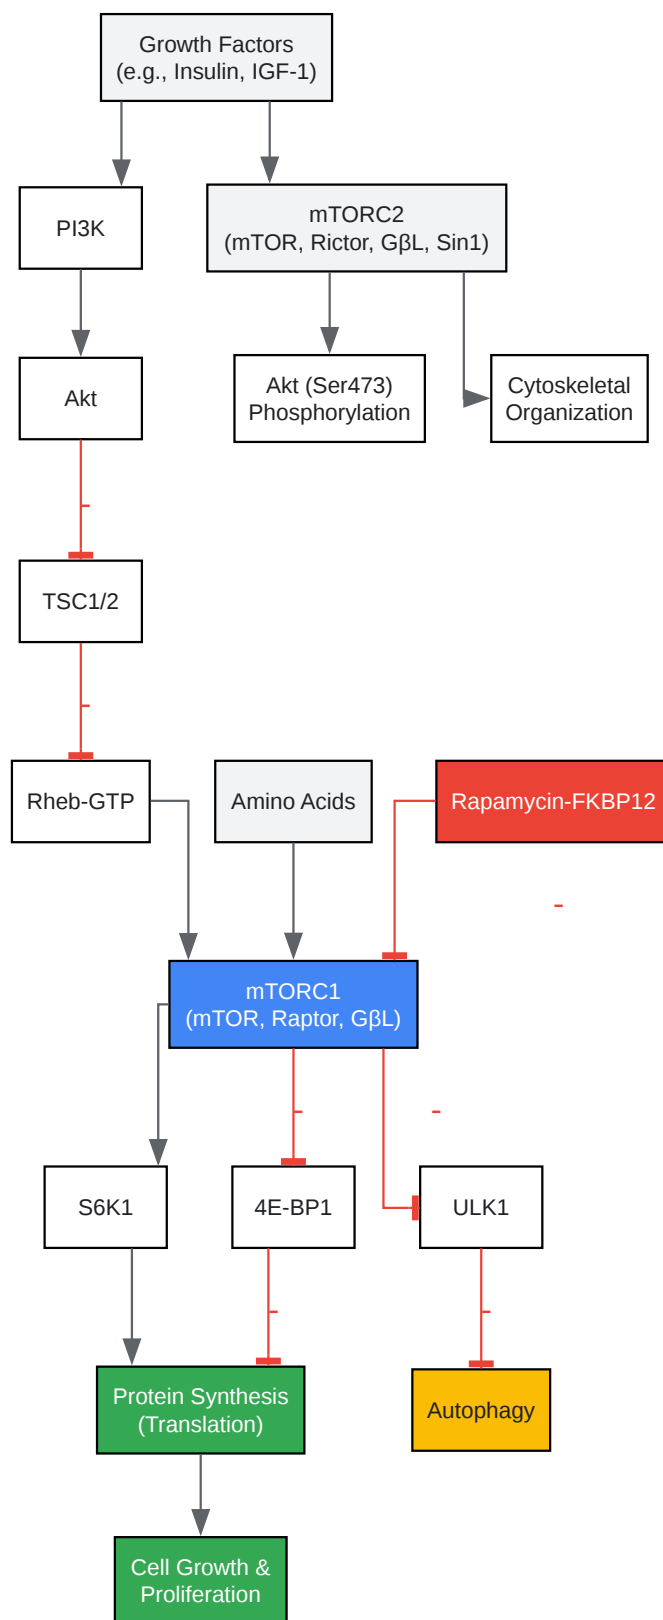 Growth Factors
(e.g., Insulin, IGF-1)
PI3K
mTORC2
(mTOR, Rictor, GβL, Sin1)
Akt
Akt (Ser473)
Phosphorylation
Cytoskeletal
Organization
-
TSC1/2
-
Rheb-GTP
Amino Acids
Rapamycin-FKBP12
-
mTORC1
(mTOR, Raptor, GβL)
-
-
S6K1
4E-BP1
ULK1
-
-
Protein Synthesis
(Translation)
Autophagy
Cell Growth &
Proliferation